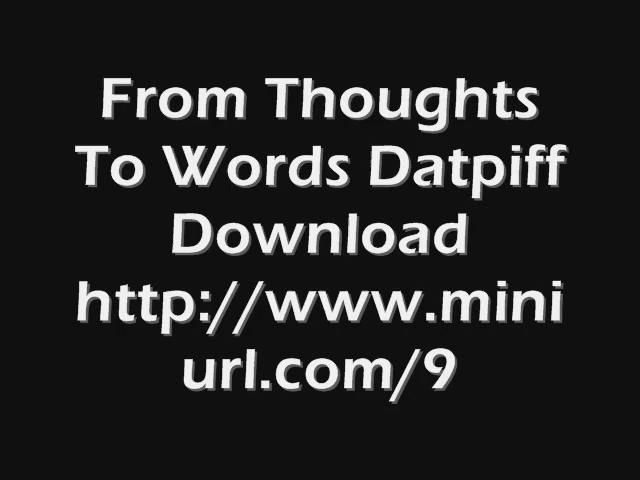 From Thoughts
To Words Datpiff
Download
http://www.mini
url.com/9